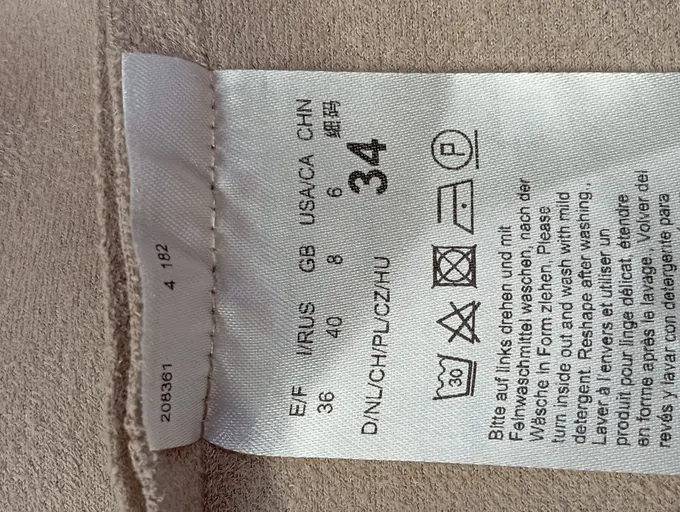 208361 4 182
E/F I/RUS GB USA/CA CHN
36 40 8 6 细码
D/NL/CH/PL/CZ/HU 34
30 P
Bitte auf links drehen und mit
Feinwaschmittel waschen, nach der
Wäsche in Form ziehen. Please
turn inside out and wash with mild
detergent. Reshape after washing.
Laver à l'envers et utiliser un
produit pour linge délicat, étendre
en forme après le lavage. Volver del
revés y lavar con detergente para